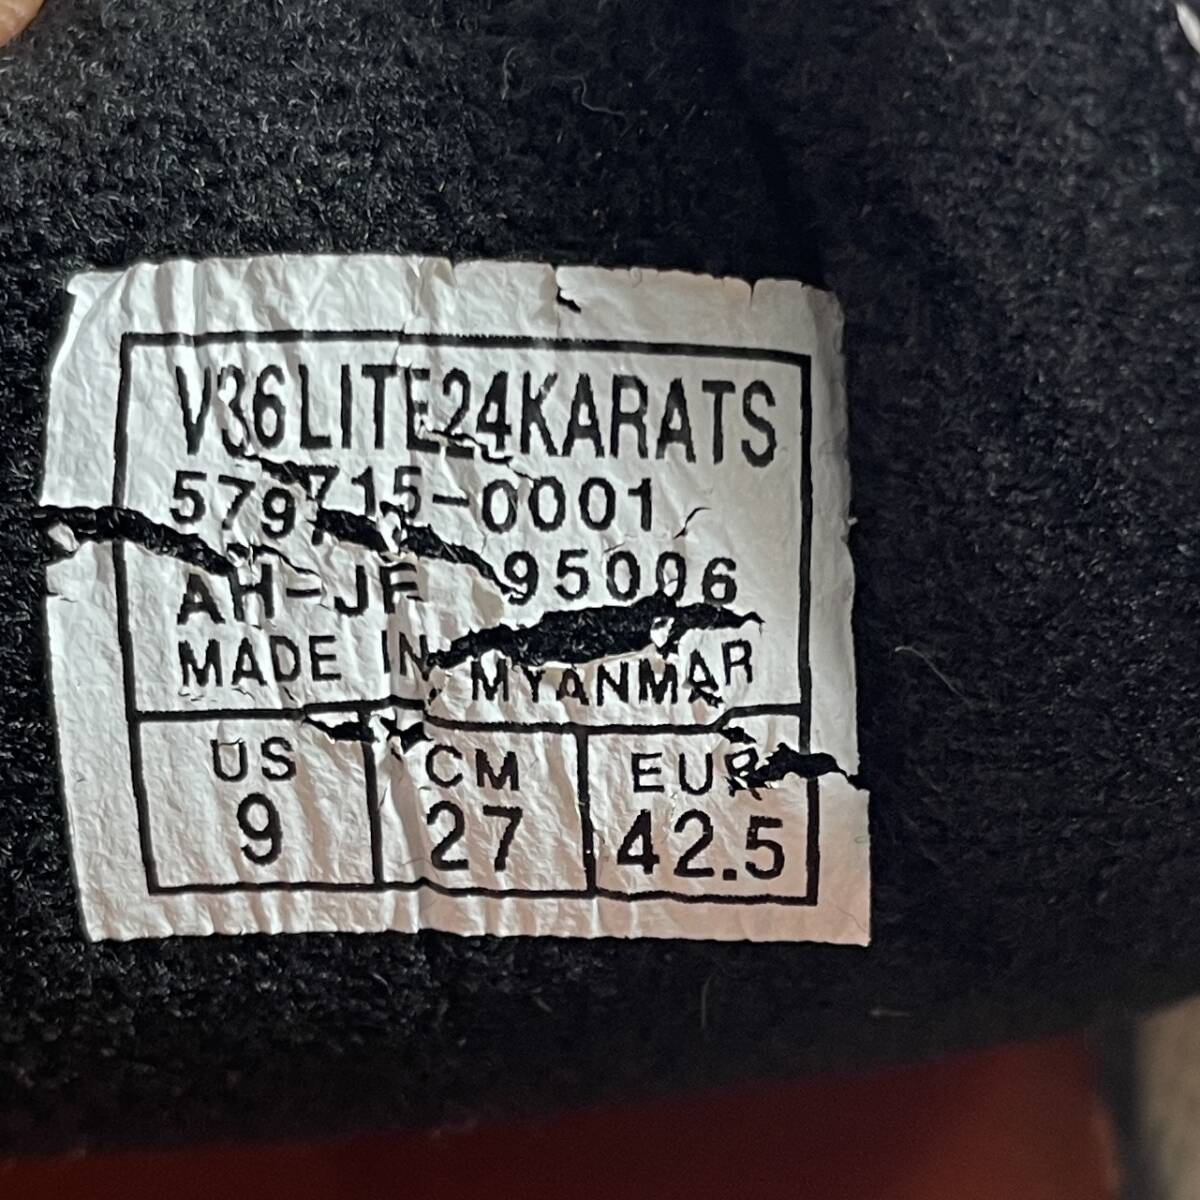 V36LITE24KARATS
579715-0001
AH-JF 95006
MADE IN MYANMAR
US CM EUR
9 27 42.5